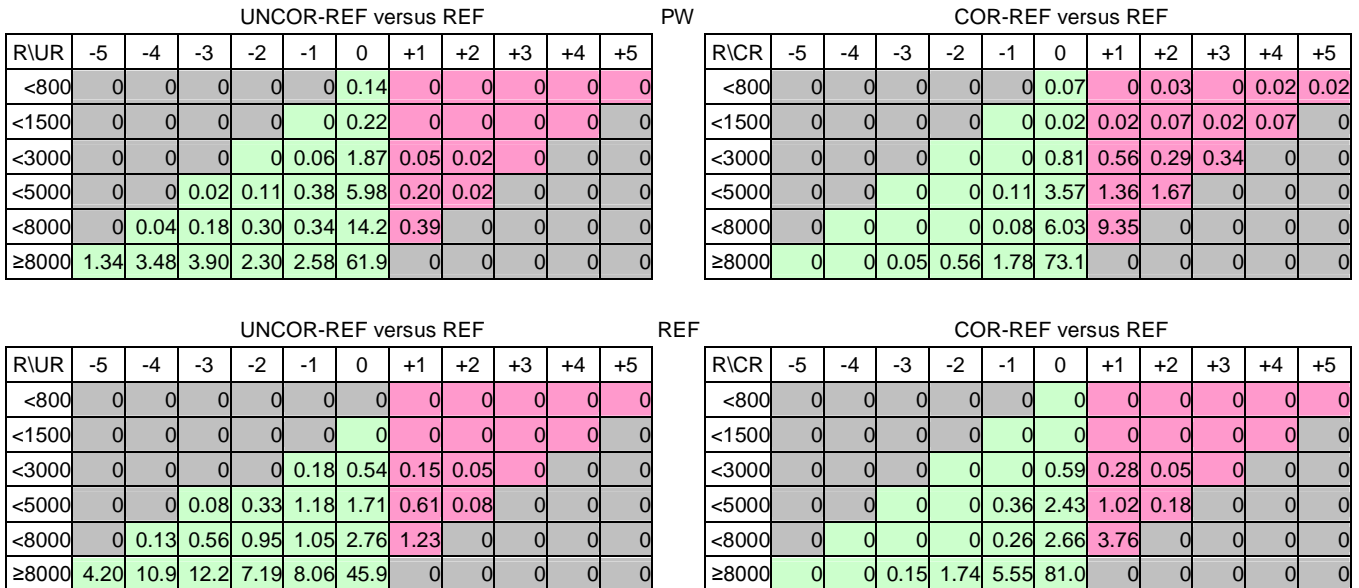 UNCOR-REF versus REF PW COR-REF versus REF
R\UR -5 -4 -3 -2 -1 0 +1 +2 +3 +4 +5 R\CR -5 -4 -3 -2 -1 0 +1 +2 +3 +4 +5
<800 0 0 0 0 0 0.14 0 0 0 0 0 <800 0 0 0 0 0 0.07 0 0.03 0 0.02 0.02
<1500 0 0 0 0 0 0.22 0 0 0 0 0 <1500 0 0 0 0 0 0.02 0.02 0.07 0.02 0.07 0
<3000 0 0 0 0 0.06 1.87 0.05 0.02 0 0 0 <3000 0 0 0 0 0 0.81 0.56 0.29 0.34 0 0
<5000 0 0 0.02 0.11 0.38 5.98 0.20 0.02 0 0 0 <5000 0 0 0 0 0.11 3.57 1.36 1.67 0 0 0
<8000 0 0.04 0.18 0.30 0.34 14.2 0.39 0 0 0 0 <8000 0 0 0 0 0.08 6.03 9.35 0 0 0 0
≥8000 1.34 3.48 3.90 2.30 2.58 61.9 0 0 0 0 0 ≥8000 0 0 0.05 0.56 1.78 73.1 0 0 0 0 0
UNCOR-REF versus REF REF COR-REF versus REF
R\UR -5 -4 -3 -2 -1 0 +1 +2 +3 +4 +5 R\CR -5 -4 -3 -2 -1 0 +1 +2 +3 +4 +5
<800 0 0 0 0 0 0 0 0 0 0 0 <800 0 0 0 0 0 0 0 0 0 0 0
<1500 0 0 0 0 0 0 0 0 0 0 0 <1500 0 0 0 0 0 0 0 0 0 0 0
<3000 0 0 0 0 0.18 0.54 0.15 0.05 0 0 0 <3000 0 0 0 0 0 0.59 0.28 0.05 0 0 0
<5000 0 0 0.08 0.33 1.18 1.71 0.61 0.08 0 0 0 <5000 0 0 0 0 0.36 2.43 1.02 0.18 0 0 0
<8000 0 0.13 0.56 0.95 1.05 2.76 1.23 0 0 0 0 <8000 0 0 0 0 0.26 2.66 3.76 0 0 0 0
≥8000 4.20 10.9 12.2 7.19 8.06 45.9 0 0 0 0 0 ≥8000 0 0 0.15 1.74 5.55 81.0 0 0 0 0 0